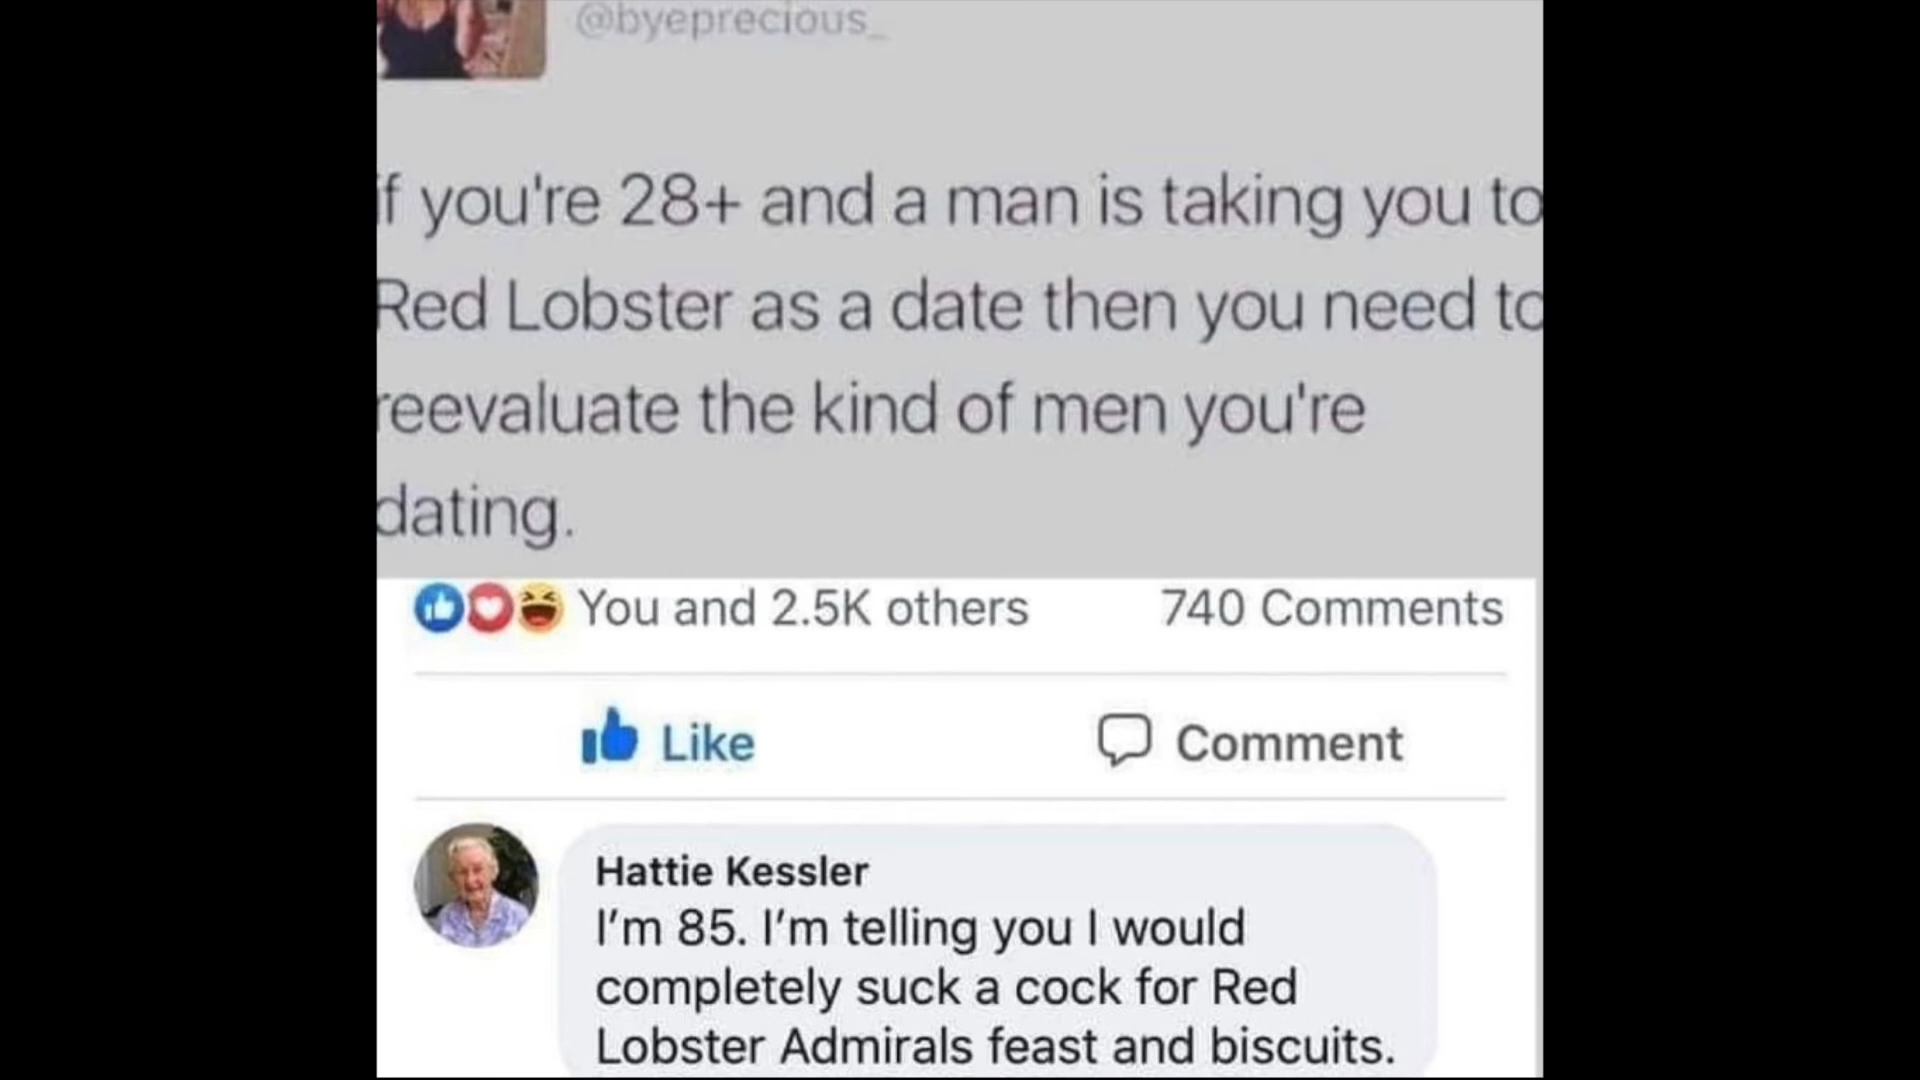 @byeprecious_
if you're 28+ and a man is taking you to
Red Lobster as a date then you need to
reevaluate the kind of men you're
dating.
You and 2.5K others 740 Comments
Like Comment
Hattie Kessler
I'm 85. I'm telling you I would
completely suck a cock for Red
Lobster Admirals feast and biscuits.